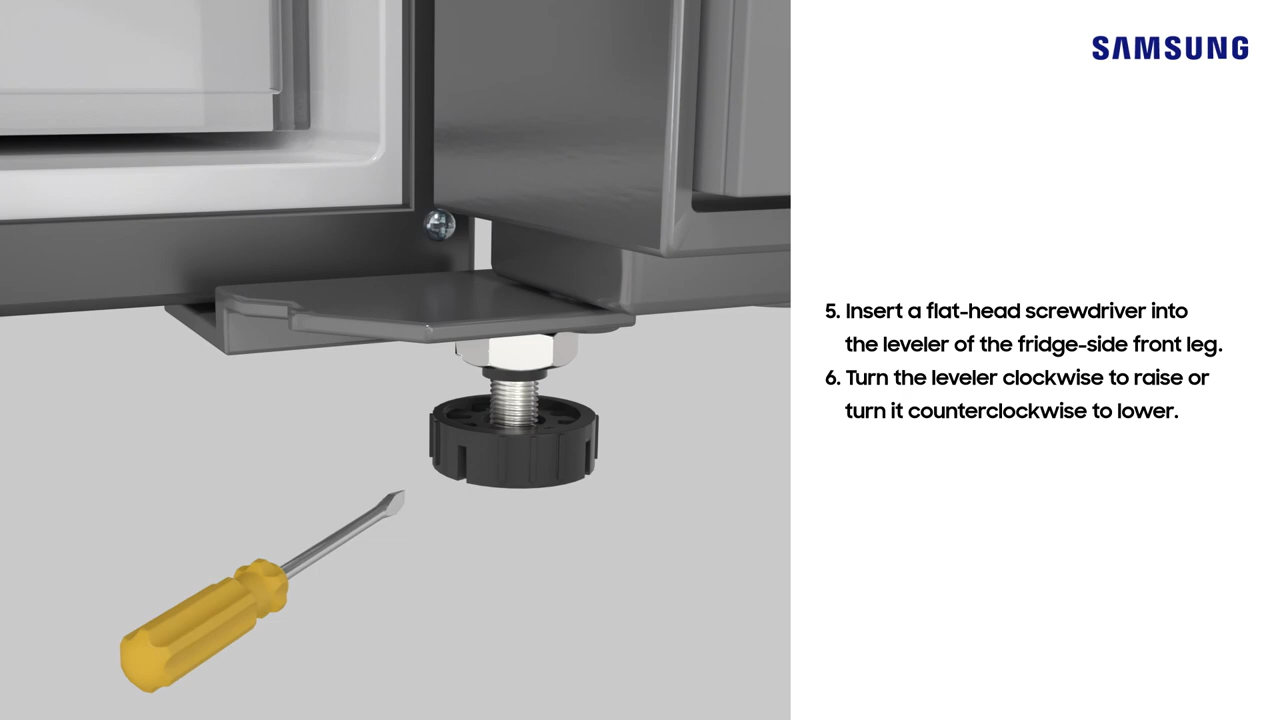 SAMSUNG
5. Insert a flat-head screwdriver into
the leveler of the fridge-side front leg.
6. Turn the leveler clockwise to raise or
turn it counterclockwise to lower.